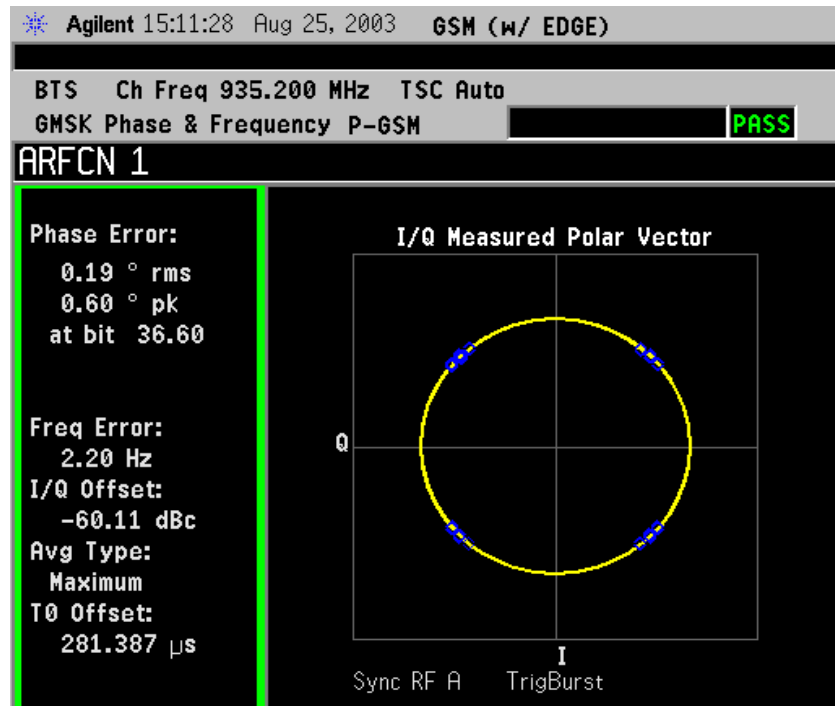 Agilent 15:11:28 Aug 25, 2003 GSM (w/ EDGE)
BTS Ch Freq 935.200 MHz TSC Auto
GMSK Phase & Frequency P-GSM PASS
ARFCN 1
Phase Error:
0.19 ° rms
0.60 ° pk
at bit 36.60
Freq Error:
2.20 Hz
I/Q Offset:
-60.11 dBc
Avg Type:
Maximum
T0 Offset:
281.387 μs
I/Q Measured Polar Vector
Q
I
Sync RF A TrigBurst